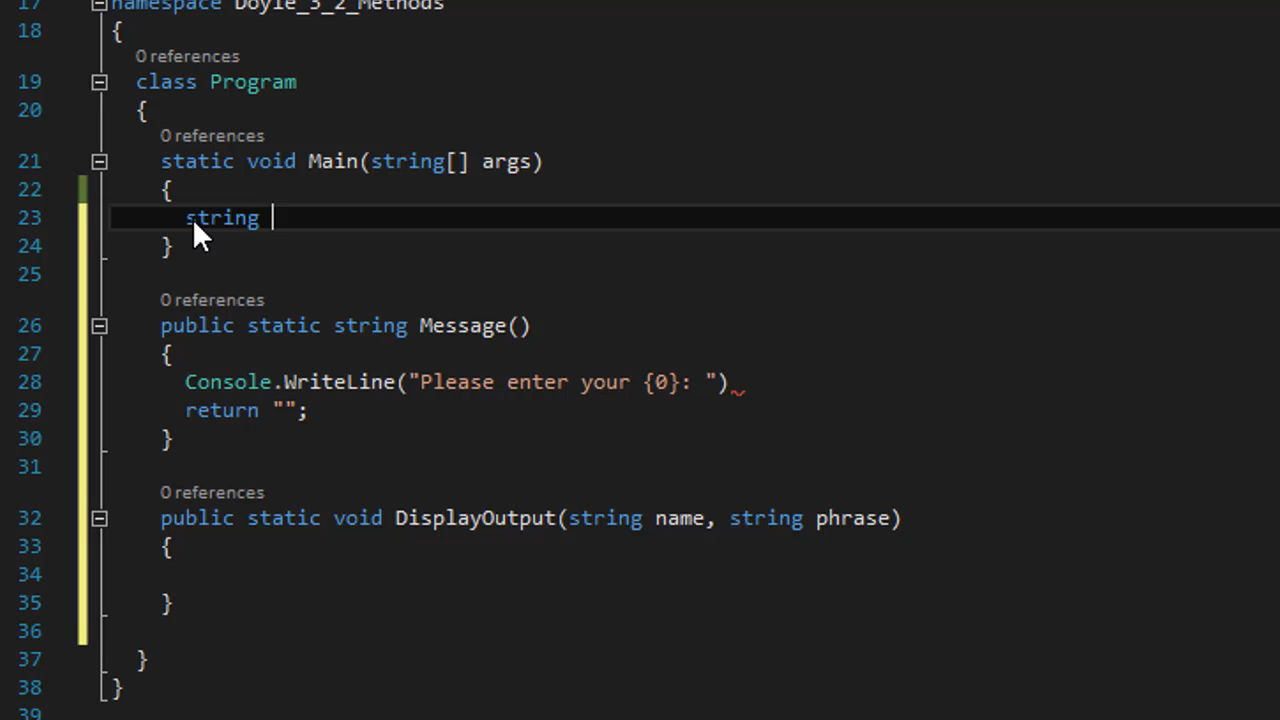 17 namespace Doyle_3_2_Methods
18 {
0 references
19 class Program
20 {
0 references
21 static void Main(string[] args)
22 {
23 string
24 }
25
0 references
26 public static string Message()
27 {
28 Console.WriteLine("Please enter your {0}: ")
29 return "";
30 }
31
0 references
32 public static void DisplayOutput(string name, string phrase)
33 {
34
35 }
36
37 }
38 }
39